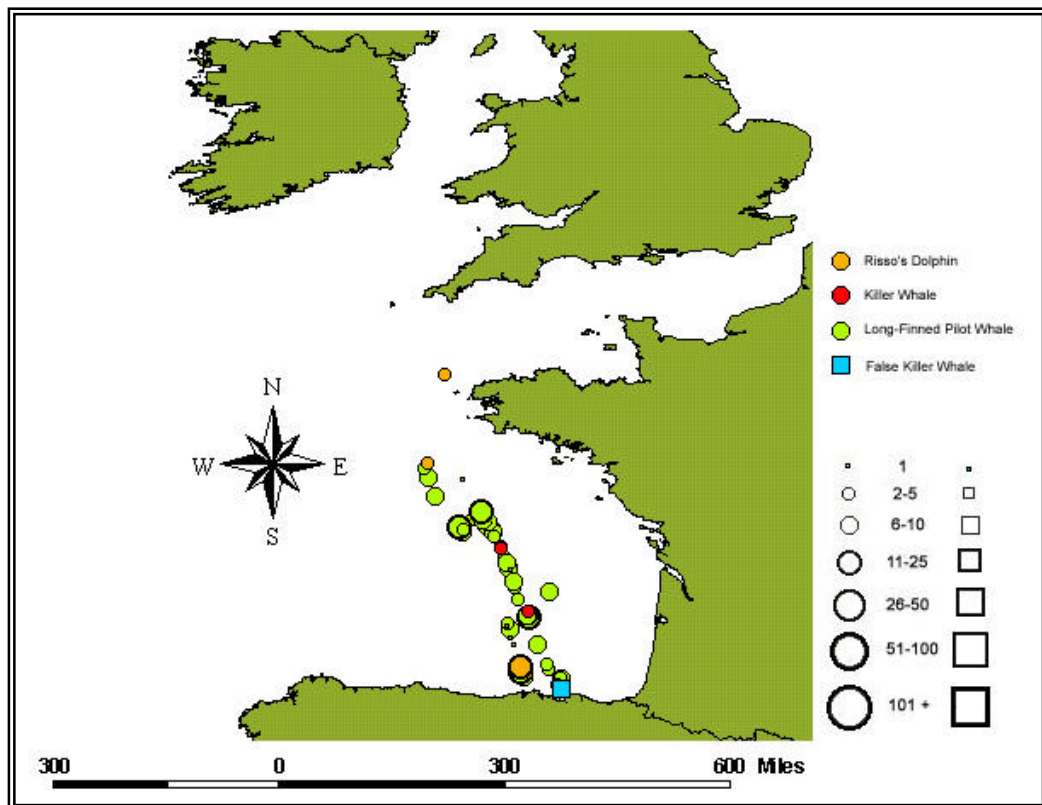 Risso's Dolphin
Killer Whale
Long-Finned Pilot Whale
False Killer Whale
N
W E
S
1
2-5
6-10
11-25
26-50
51-100
101 +
300 0 300 600 Miles